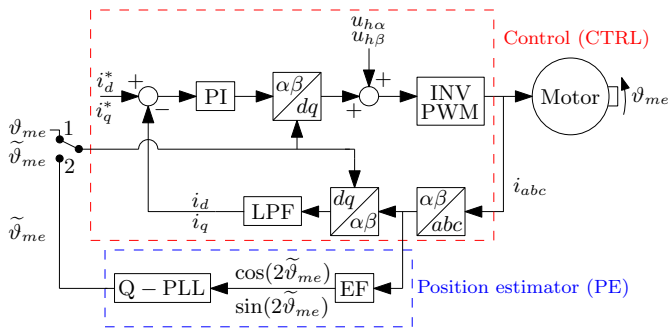 u_{hα}
u_{hβ}
Control (CTRL)
i_d^*
i_q^*
+
−
PI
αβ
dq
+
+
INV
PWM
Motor
ϑ_{me}
ϑ_{me}
1
ϑ̃_{me}
2
i_{abc}
i_d
i_q
LPF
dq
αβ
αβ
abc
ϑ̃_{me}
Q − PLL
cos(2ϑ̃_{me})
sin(2ϑ̃_{me})
EF
Position estimator (PE)